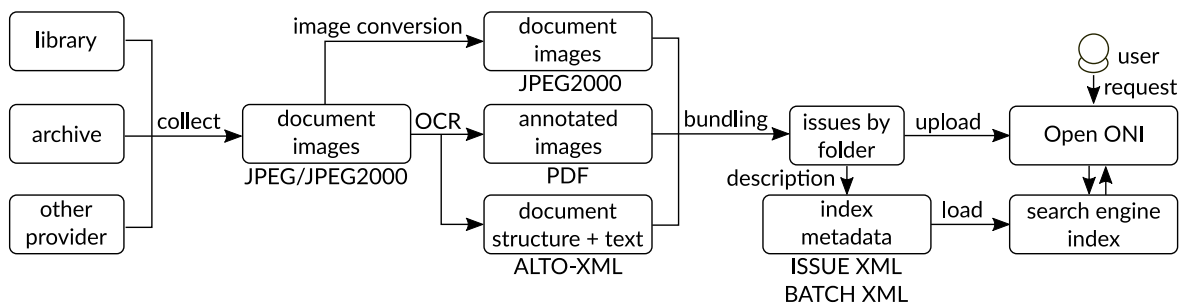 library
archive
other
provider
collect
image conversion
document
images
JPEG/JPEG2000
OCR
document
images
JPEG2000
annotated
images
PDF
document
structure + text
ALTO-XML
bundling
issues by
folder
description
index
metadata
ISSUE XML
BATCH XML
upload
load
user
request
Open ONI
search engine
index